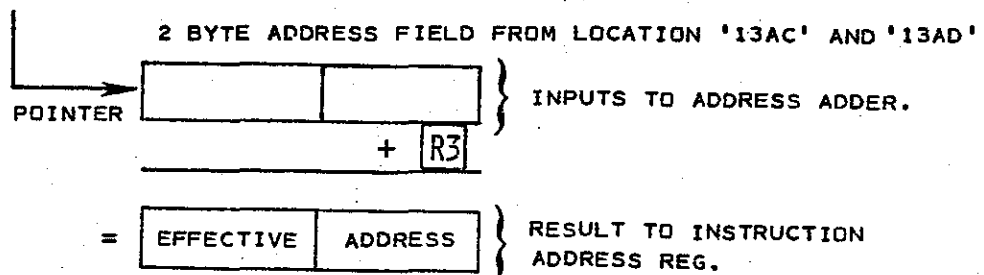 2 BYTE ADDRESS FIELD FROM LOCATION '13AC' AND '13AD'
POINTER
INPUTS TO ADDRESS ADDER.
+ R3
= EFFECTIVE ADDRESS
RESULT TO INSTRUCTION
ADDRESS REG.